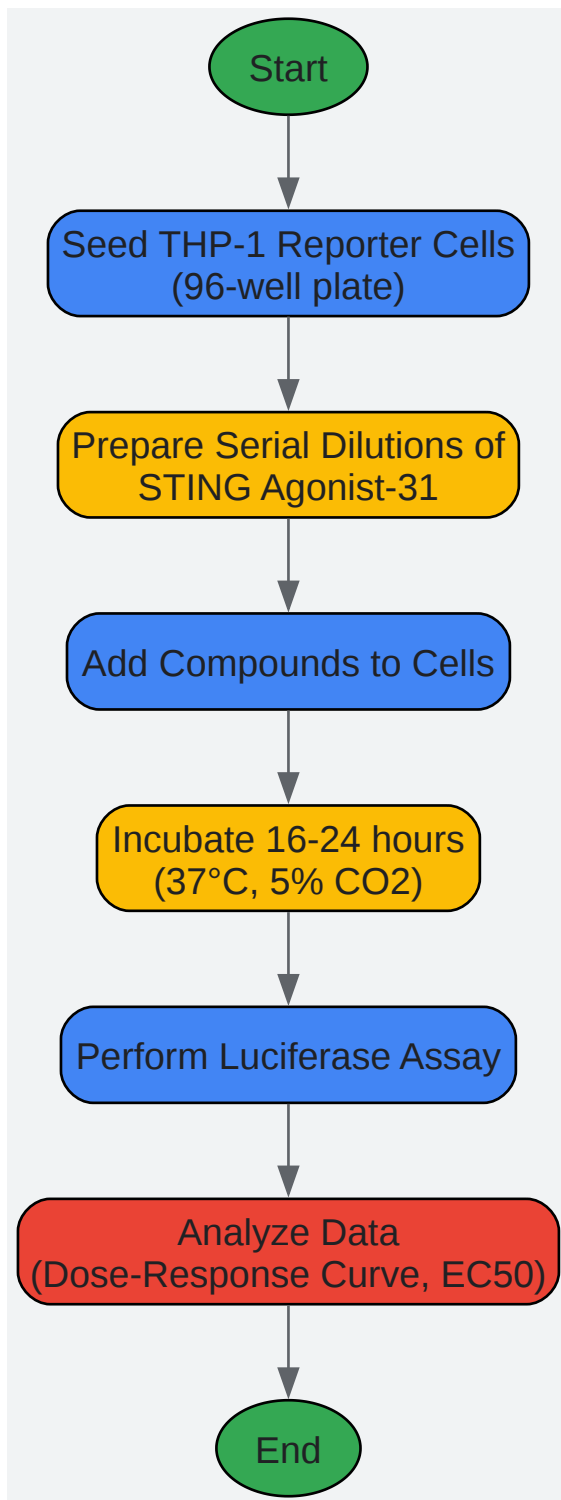 Start
Seed THP-1 Reporter Cells
(96-well plate)
Prepare Serial Dilutions of
STING Agonist-31
Add Compounds to Cells
Incubate 16-24 hours
(37°C, 5% CO2)
Perform Luciferase Assay
Analyze Data
(Dose-Response Curve, EC50)
End